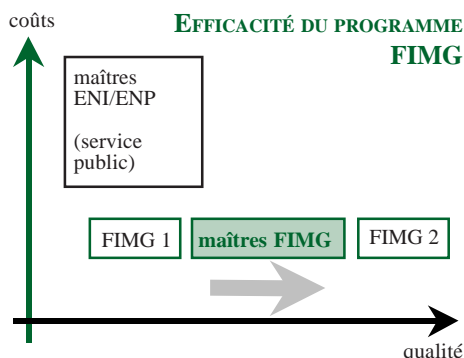 coûts
EFFICACITÉ DU PROGRAMME
FIMG
maîtres
ENI/ENP
(service
public)
FIMG 1
maîtres FIMG
FIMG 2
qualité